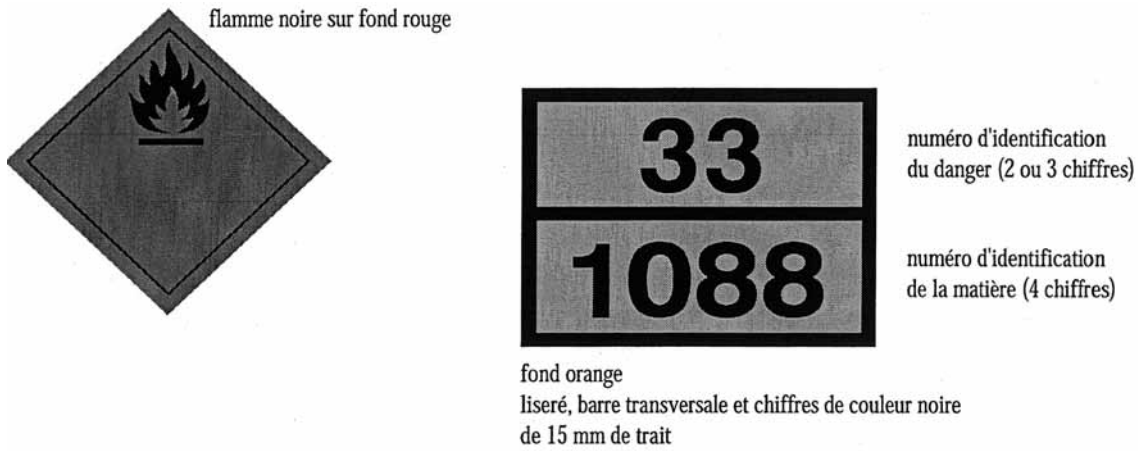 flamme noire sur fond rouge
33
numéro d'identification
du danger (2 ou 3 chiffres)
1088
numéro d'identification
de la matière (4 chiffres)
fond orange
liseré, barre transversale et chiffres de couleur noire
de 15 mm de trait